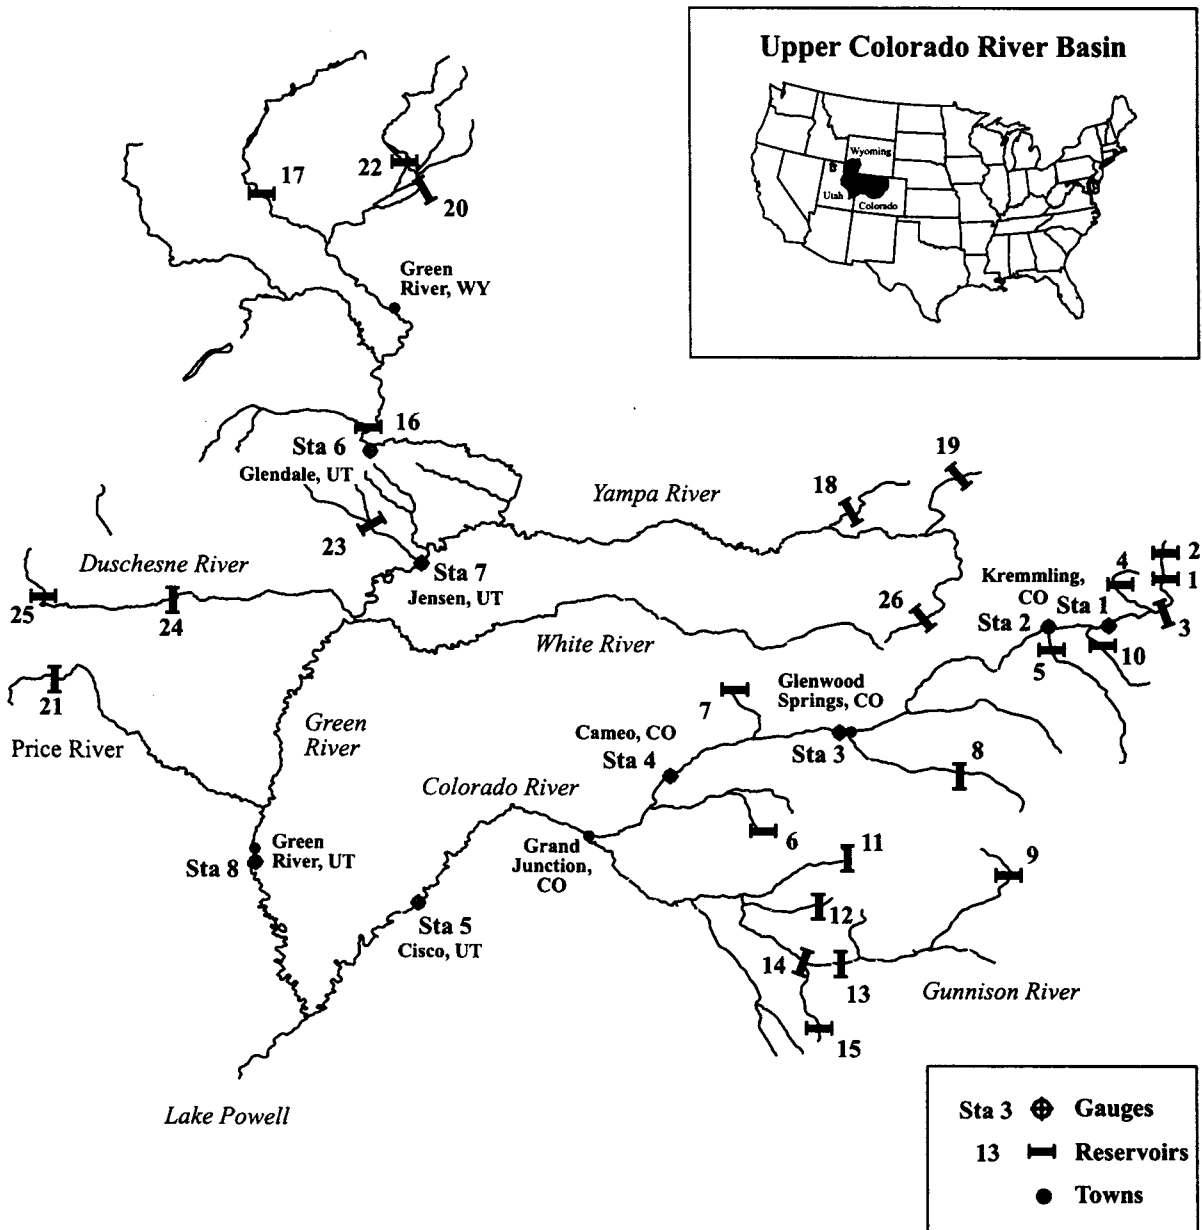 Upper Colorado River Basin
Wyoming
Utah
Colorado
17
22
20
Green
River, WY
16
Sta 6
Glendale, UT
19
18
Yampa River
23
Duschesne River
Sta 7
Jensen, UT
25
24
26
White River
Kremmling,
CO
4
2
1
Sta 1
Sta 2
3
5
10
21
Price River
Green
River
7
Glenwood
Springs, CO
Cameo, CO
Sta 4
Sta 3
8
Colorado River
6
Grand
Junction,
CO
11
9
12
Green
River, UT
Sta 8
Sta 5
Cisco, UT
14
13
Gunnison River
15
Lake Powell
Sta 3 Gauges
13 Reservoirs
Towns